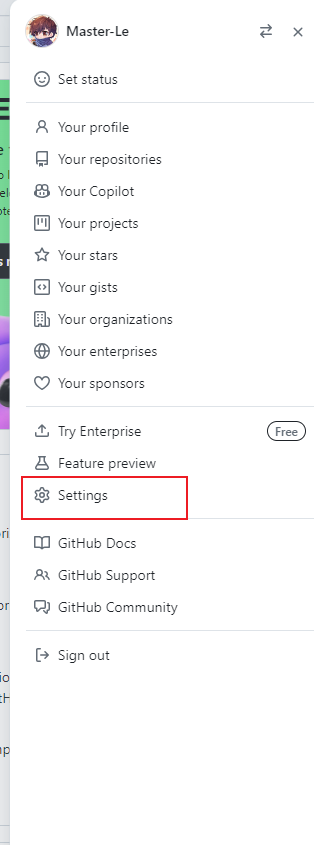 Master-Le
Set status
Your profile
Your repositories
Your Copilot
Your projects
Your stars
Your gists
Your organizations
Your enterprises
Your sponsors
Try Enterprise
Free
Feature preview
Settings
GitHub Docs
GitHub Support
GitHub Community
Sign out